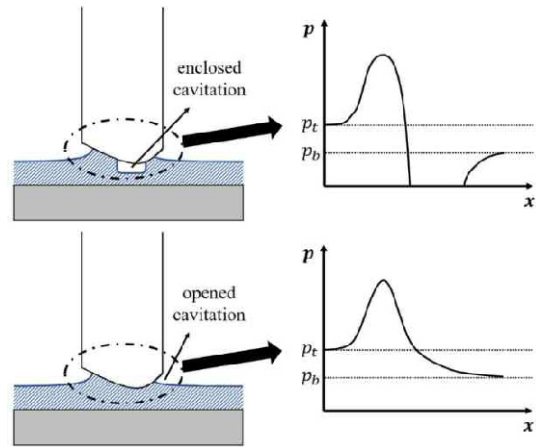 enclosed
cavitation
p
p_t
p_b
x
opened
cavitation
p
p_t
p_b
x